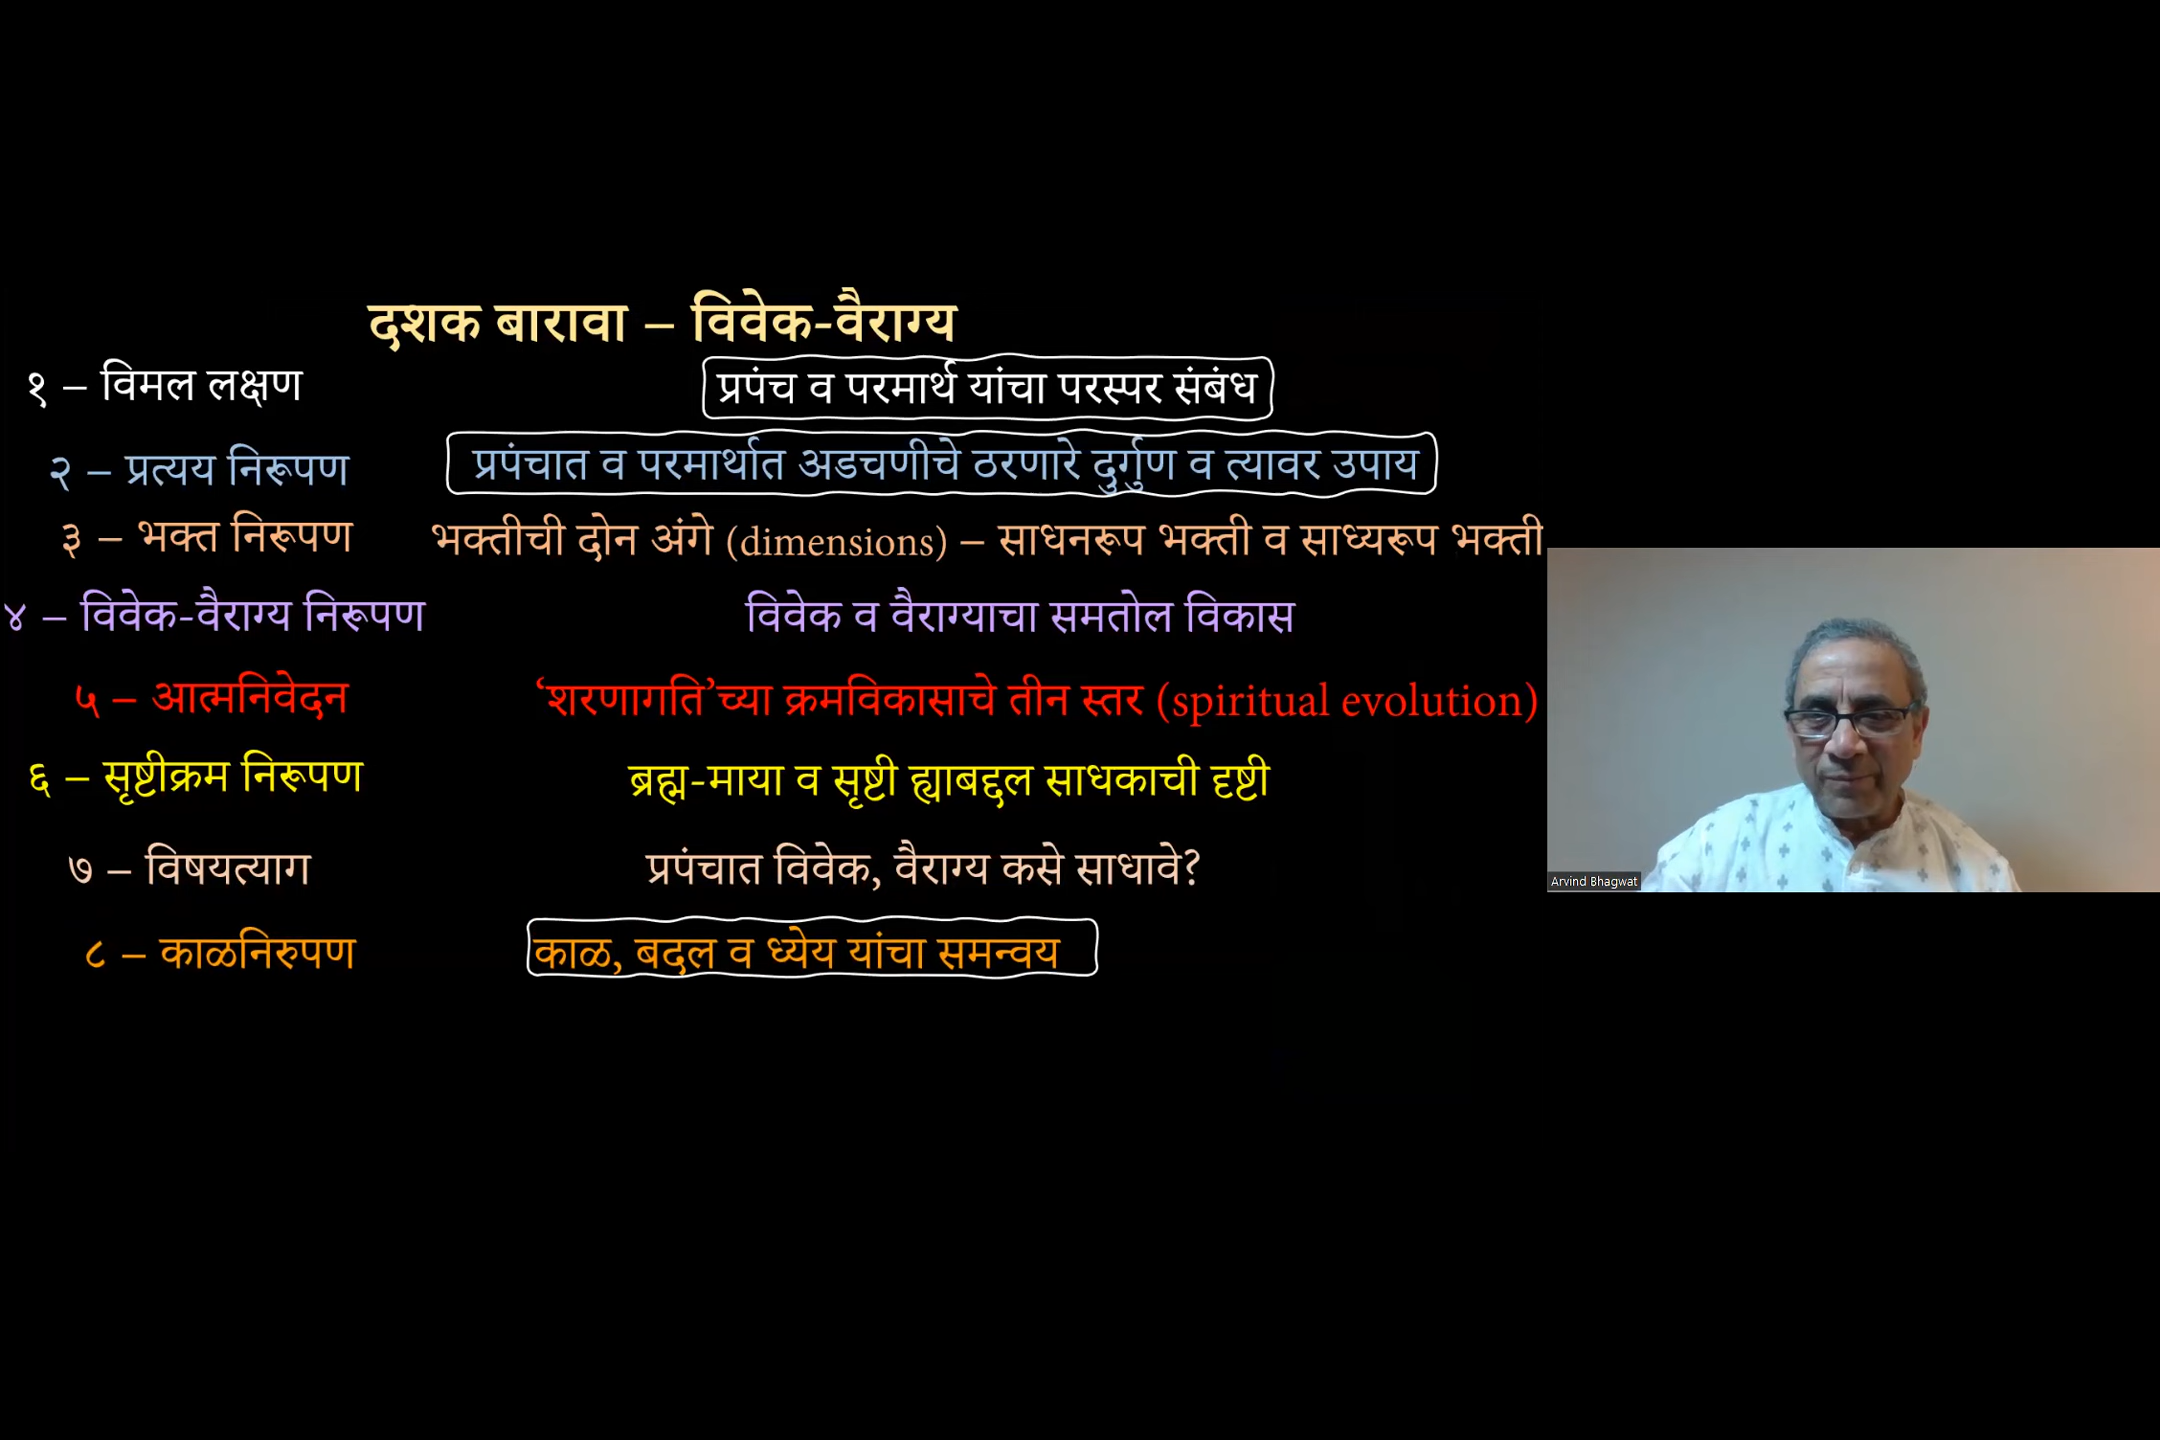 दशक बारावा – विवेक-वैराग्य
१ – विमल लक्षण प्रपंच व परमार्थ यांचा परस्पर संबंध
२ – प्रत्यय निरूपण प्रपंचात व परमार्थात अडचणीचे ठरणारे दुर्गुण व त्यावर उपाय
३ – भक्त निरूपण भक्तीची दोन अंगे (dimensions) – साधनरूप भक्ती व साध्यरूप भक्ती
४ – विवेक-वैराग्य निरूपण विवेक व वैराग्याचा समतोल विकास
५ – आत्मनिवेदन ‘शरणागति’च्या क्रमविकासाचे तीन स्तर (spiritual evolution)
६ – सृष्टीक्रम निरूपण ब्रह्म-माया व सृष्टी ह्याबद्दल साधकाची दृष्टी
७ – विषयत्याग प्रपंचात विवेक, वैराग्य कसे साधावे?
८ – काळनिरुपण काळ, बदल व ध्येय यांचा समन्वय
Arvind Bhagwat